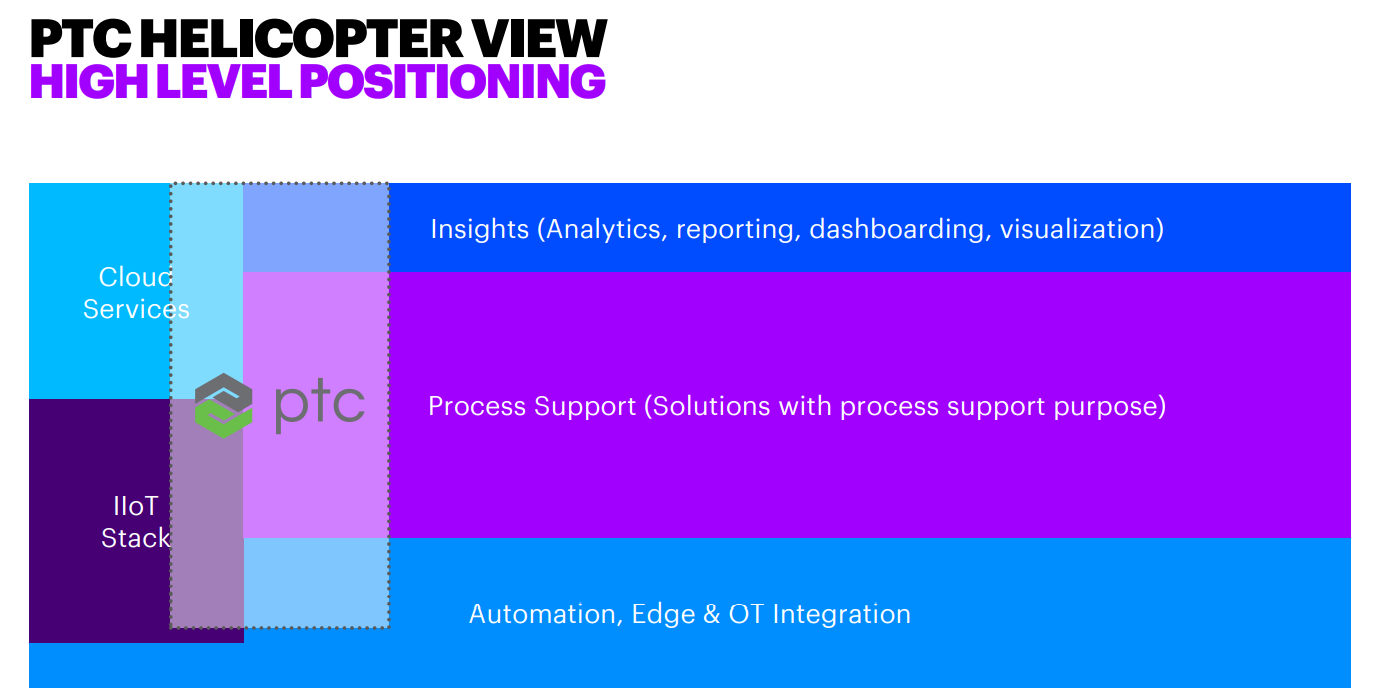 PTC HELICOPTER VIEW
HIGH LEVEL POSITIONING
Insights (Analytics, reporting, dashboarding, visualization)
Cloud
Services
ptc
Process Support (Solutions with process support purpose)
IIoT
Stack
Automation, Edge & OT Integration